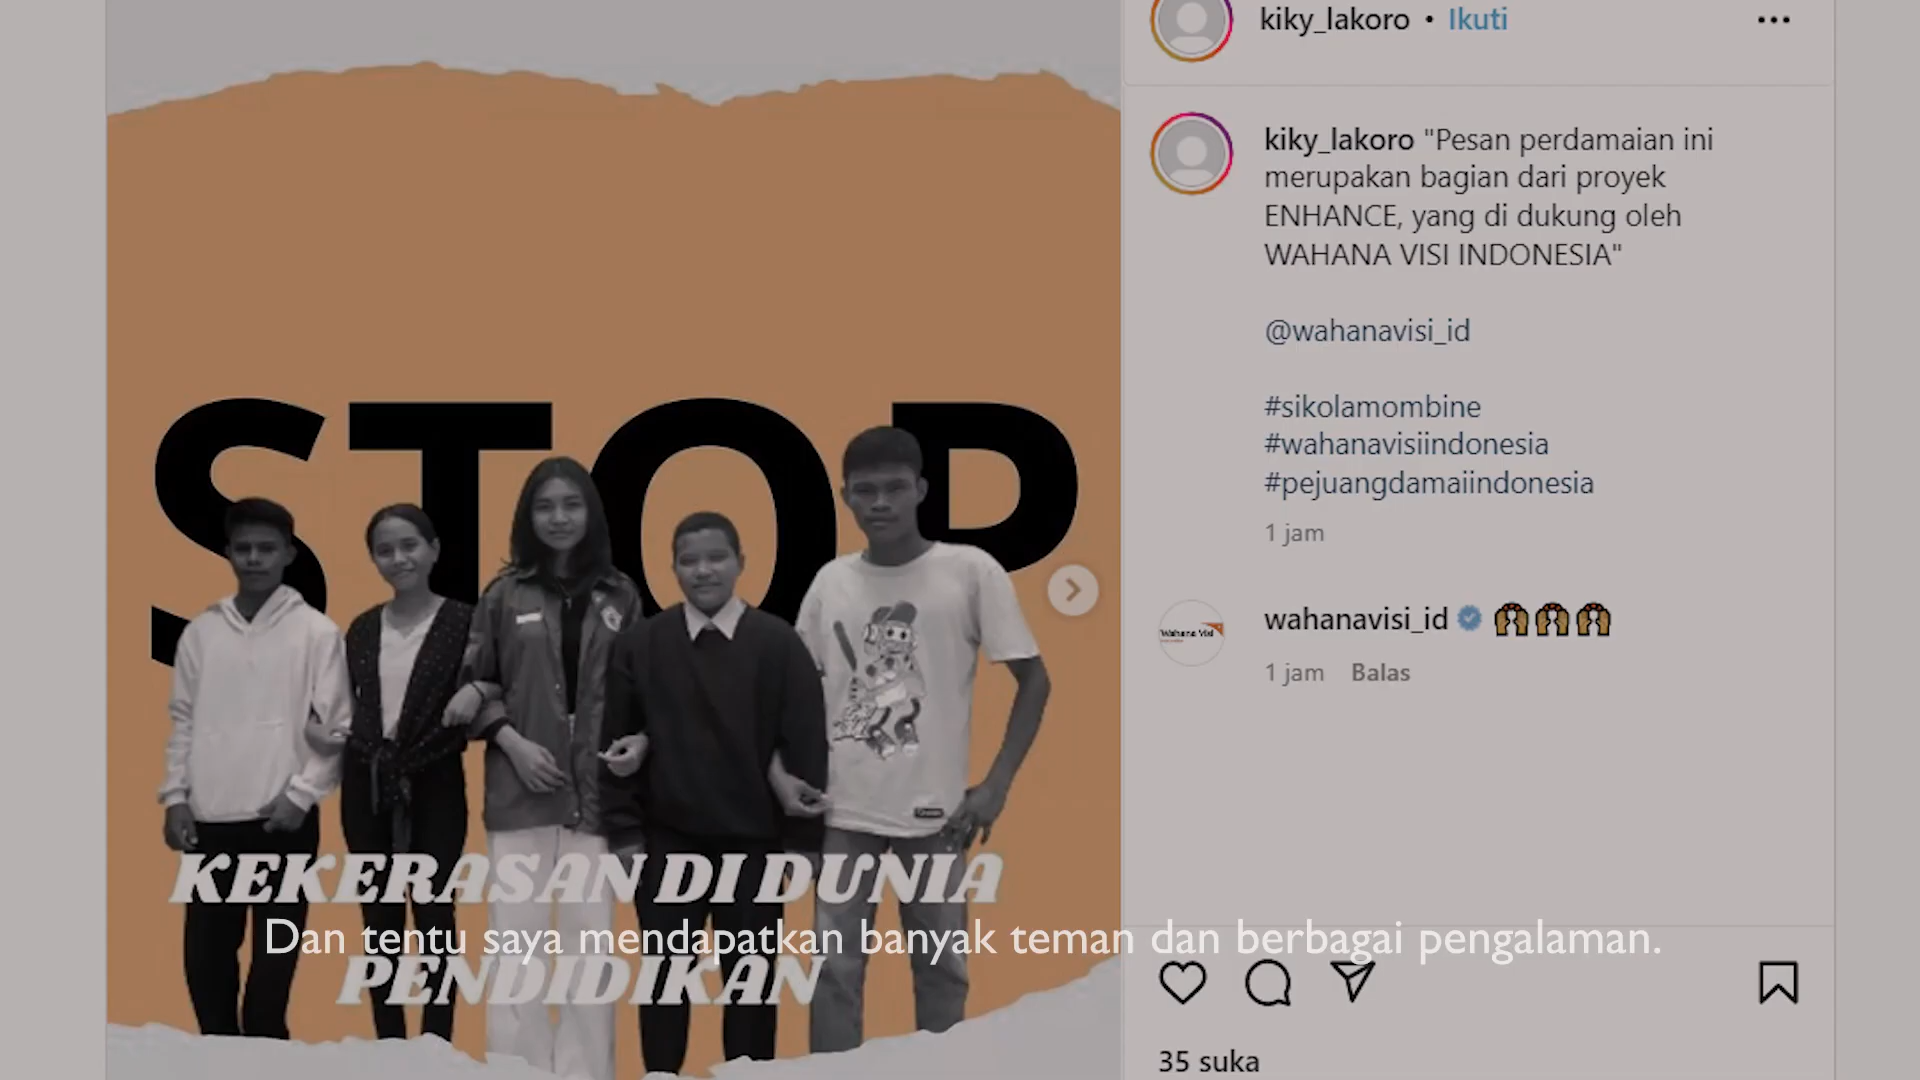 STOP
KEKERASAN DI DUNIA
PENDIDIKAN
kiky_lakoro • Ikuti
kiky_lakoro "Pesan perdamaian ini
merupakan bagian dari proyek
ENHANCE, yang di dukung oleh
WAHANA VISI INDONESIA"
@wahanavisi_id
#sikolamombine
#wahanavisiindonesia
#pejuangdamaiindonesia
1 jam
Wahana Visi
wahanavisi_id
1 jam Balas
35 suka
Dan tentu saya mendapatkan banyak teman dan berbagai pengalaman.